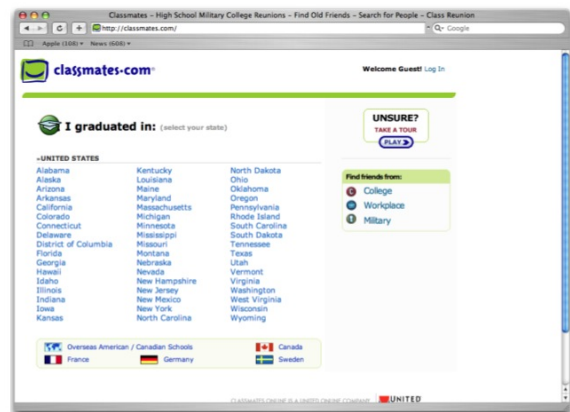 Classmates – High School Military College Reunions – Find Old Friends – Search for People – Class Reunion
http://classmates.com/
Google
Apple (108) News (608)
classmates.com
Welcome Guest! Log In
I graduated in: (select your state)
UNSURE?
TAKE A TOUR
PLAY
»UNITED STATES
Alabama Kentucky North Dakota
Alaska Louisiana Ohio
Arizona Maine Oklahoma
Arkansas Maryland Oregon
California Massachusetts Pennsylvania
Colorado Michigan Rhode Island
Connecticut Minnesota South Carolina
Delaware Mississippi South Dakota
District of Columbia Missouri Tennessee
Florida Montana Texas
Georgia Nebraska Utah
Hawaii Nevada Vermont
Idaho New Hampshire Virginia
Illinois New Jersey Washington
Indiana New Mexico West Virginia
Iowa New York Wisconsin
Kansas North Carolina Wyoming
Find friends from:
College
Workplace
Military
Overseas American / Canadian Schools Canada
France Germany Sweden
CLASSMATES ONLINE IS A UNITED ONLINE COMPANY UNITED